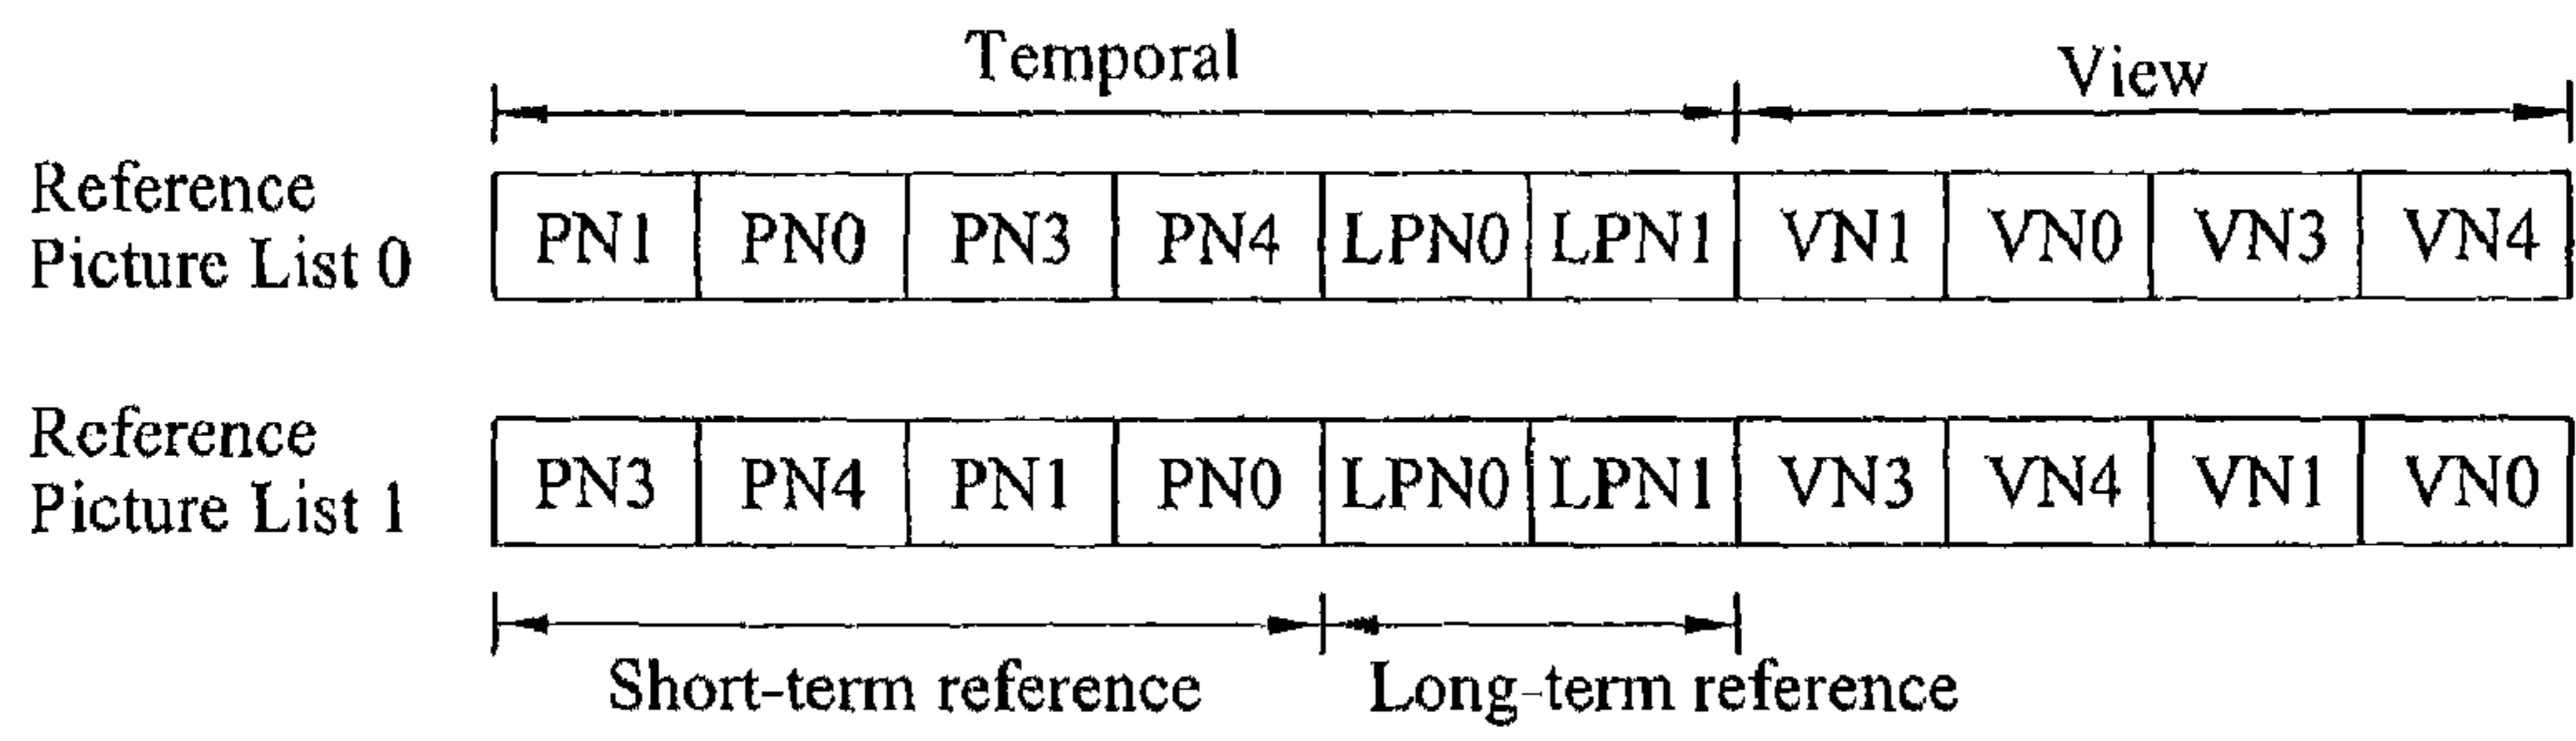 Temporal View
Reference
Picture List 0
PN1 PN0 PN3 PN4 LPN0 LPN1 VN1 VN0 VN3 VN4
Reference
Picture List 1
PN3 PN4 PN1 PN0 LPN0 LPN1 VN3 VN4 VN1 VN0
Short-term reference Long-term reference